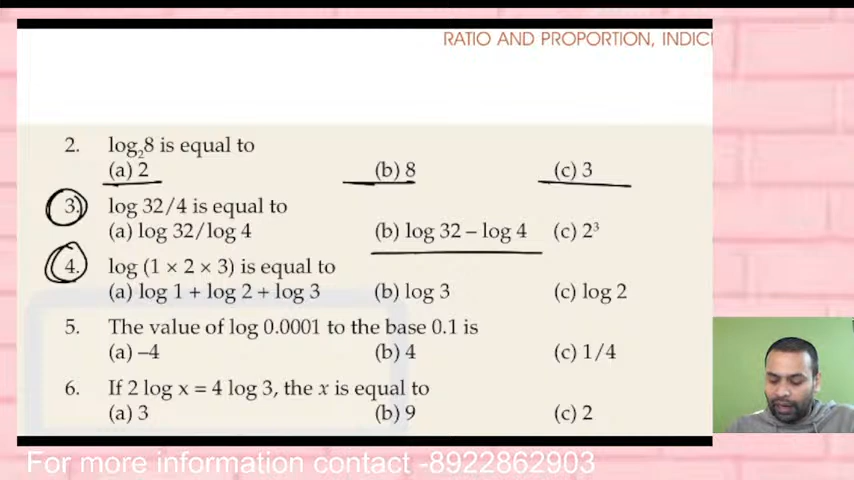 RATIO AND PROPORTION, INDIC
2. log₂8 is equal to
(a) 2 (b) 8 (c) 3
3. log 32/4 is equal to
(a) log 32/log 4 (b) log 32 – log 4 (c) 2³
4. log (1 × 2 × 3) is equal to
(a) log 1 + log 2 + log 3 (b) log 3 (c) log 2
5. The value of log 0.0001 to the base 0.1 is
(a) –4 (b) 4 (c) 1/4
6. If 2 log x = 4 log 3, the x is equal to
(a) 3 (b) 9 (c) 2
For more information contact -8922862903